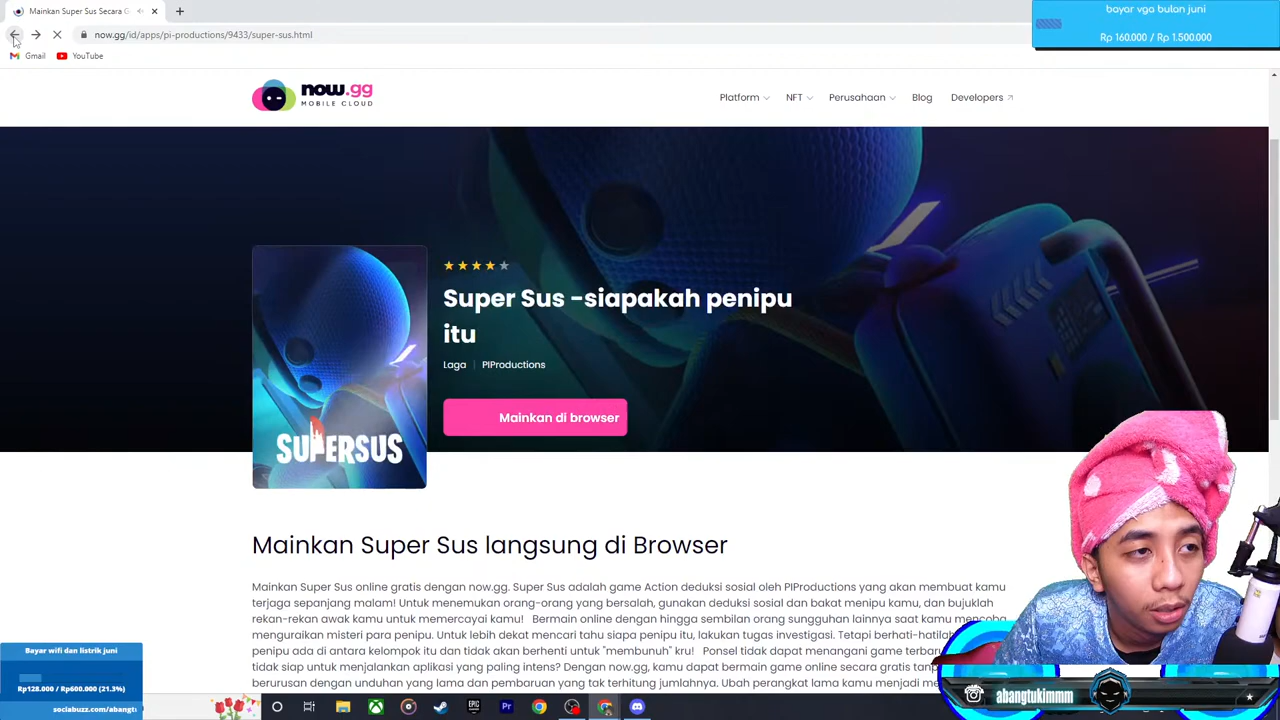 Mainkan Super Sus Secara G
now.gg/id/apps/pi-productions/9433/super-sus.html
Gmail
YouTube
bayar vga bulan juni
Rp 160.000 / Rp 1.500.000
now.gg
MOBILE CLOUD
Platform
NFT
Perusahaan
Blog
Developers
Super Sus -siapakah penipu
itu
Laga | PIProductions
Mainkan di browser
SUPERSUS
Mainkan Super Sus langsung di Browser
Mainkan Super Sus online gratis dengan now.gg. Super Sus adalah game Action deduksi sosial oleh PIProductions yang akan membuat kamu
terjaga sepanjang malam! Untuk menemukan orang-orang yang bersalah, gunakan deduksi sosial dan bakat menipu kamu, dan bujuklah
rekan-rekan awak kamu untuk memercayai kamu! Bermain online dengan hingga sembilan orang sungguhan lainnya saat kamu mencoba
menguraikan misteri para penipu. Untuk lebih dekat mencari tahu siapa penipu itu, lakukan tugas investigasi. Tetapi berhati-hatilah
penipu ada di antara kelompok itu dan tidak akan berhenti untuk "membunuh" kru! Ponsel tidak dapat menangani game terbar
tidak siap untuk menjalankan aplikasi yang paling intens? Dengan now.gg, kamu dapat bermain game online secara gratis tanp
berurusan dengan unduhan yang lama dan pembaruan yang tak terhitung jumlahnya. Ubah perangkat lama kamu menjadi me
Bayar wifi dan listrik juni
Rp128.000 / Rp600.000 (21.3%)
sociabuzz.com/abangtu
EPIC
Pr
abangtukimmm